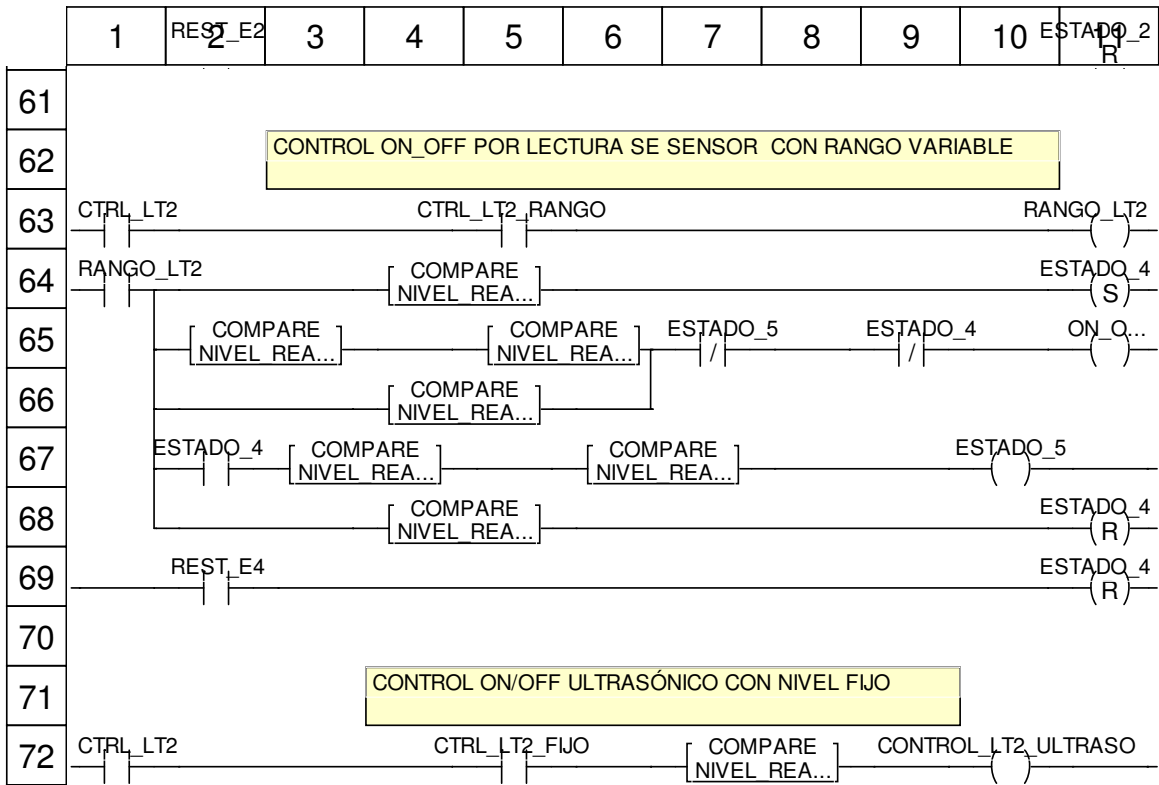 1 REST_E2 2 3 4 5 6 7 8 9 10 ESTADO_2 11
R
61
62 CONTROL ON_OFF POR LECTURA SE SENSOR CON RANGO VARIABLE
CTRL_LT2 CTRL_LT2_RANGO RANGO_LT2
63
RANGO_LT2 COMPARE ESTADO_4
64 NIVEL_REA... S
COMPARE COMPARE ESTADO_5 ESTADO_4 ON_O...
65 NIVEL_REA... NIVEL_REA... / /
COMPARE
66 NIVEL_REA...
ESTADO_4 COMPARE COMPARE ESTADO_5
67 NIVEL_REA... NIVEL_REA...
COMPARE ESTADO_4
68 NIVEL_REA... R
REST_E4 ESTADO_4
69 R
70
71 CONTROL ON/OFF ULTRASÓNICO CON NIVEL FIJO
CTRL_LT2 CTRL_LT2_FIJO COMPARE CONTROL_LT2_ULTRASO
72 NIVEL_REA...